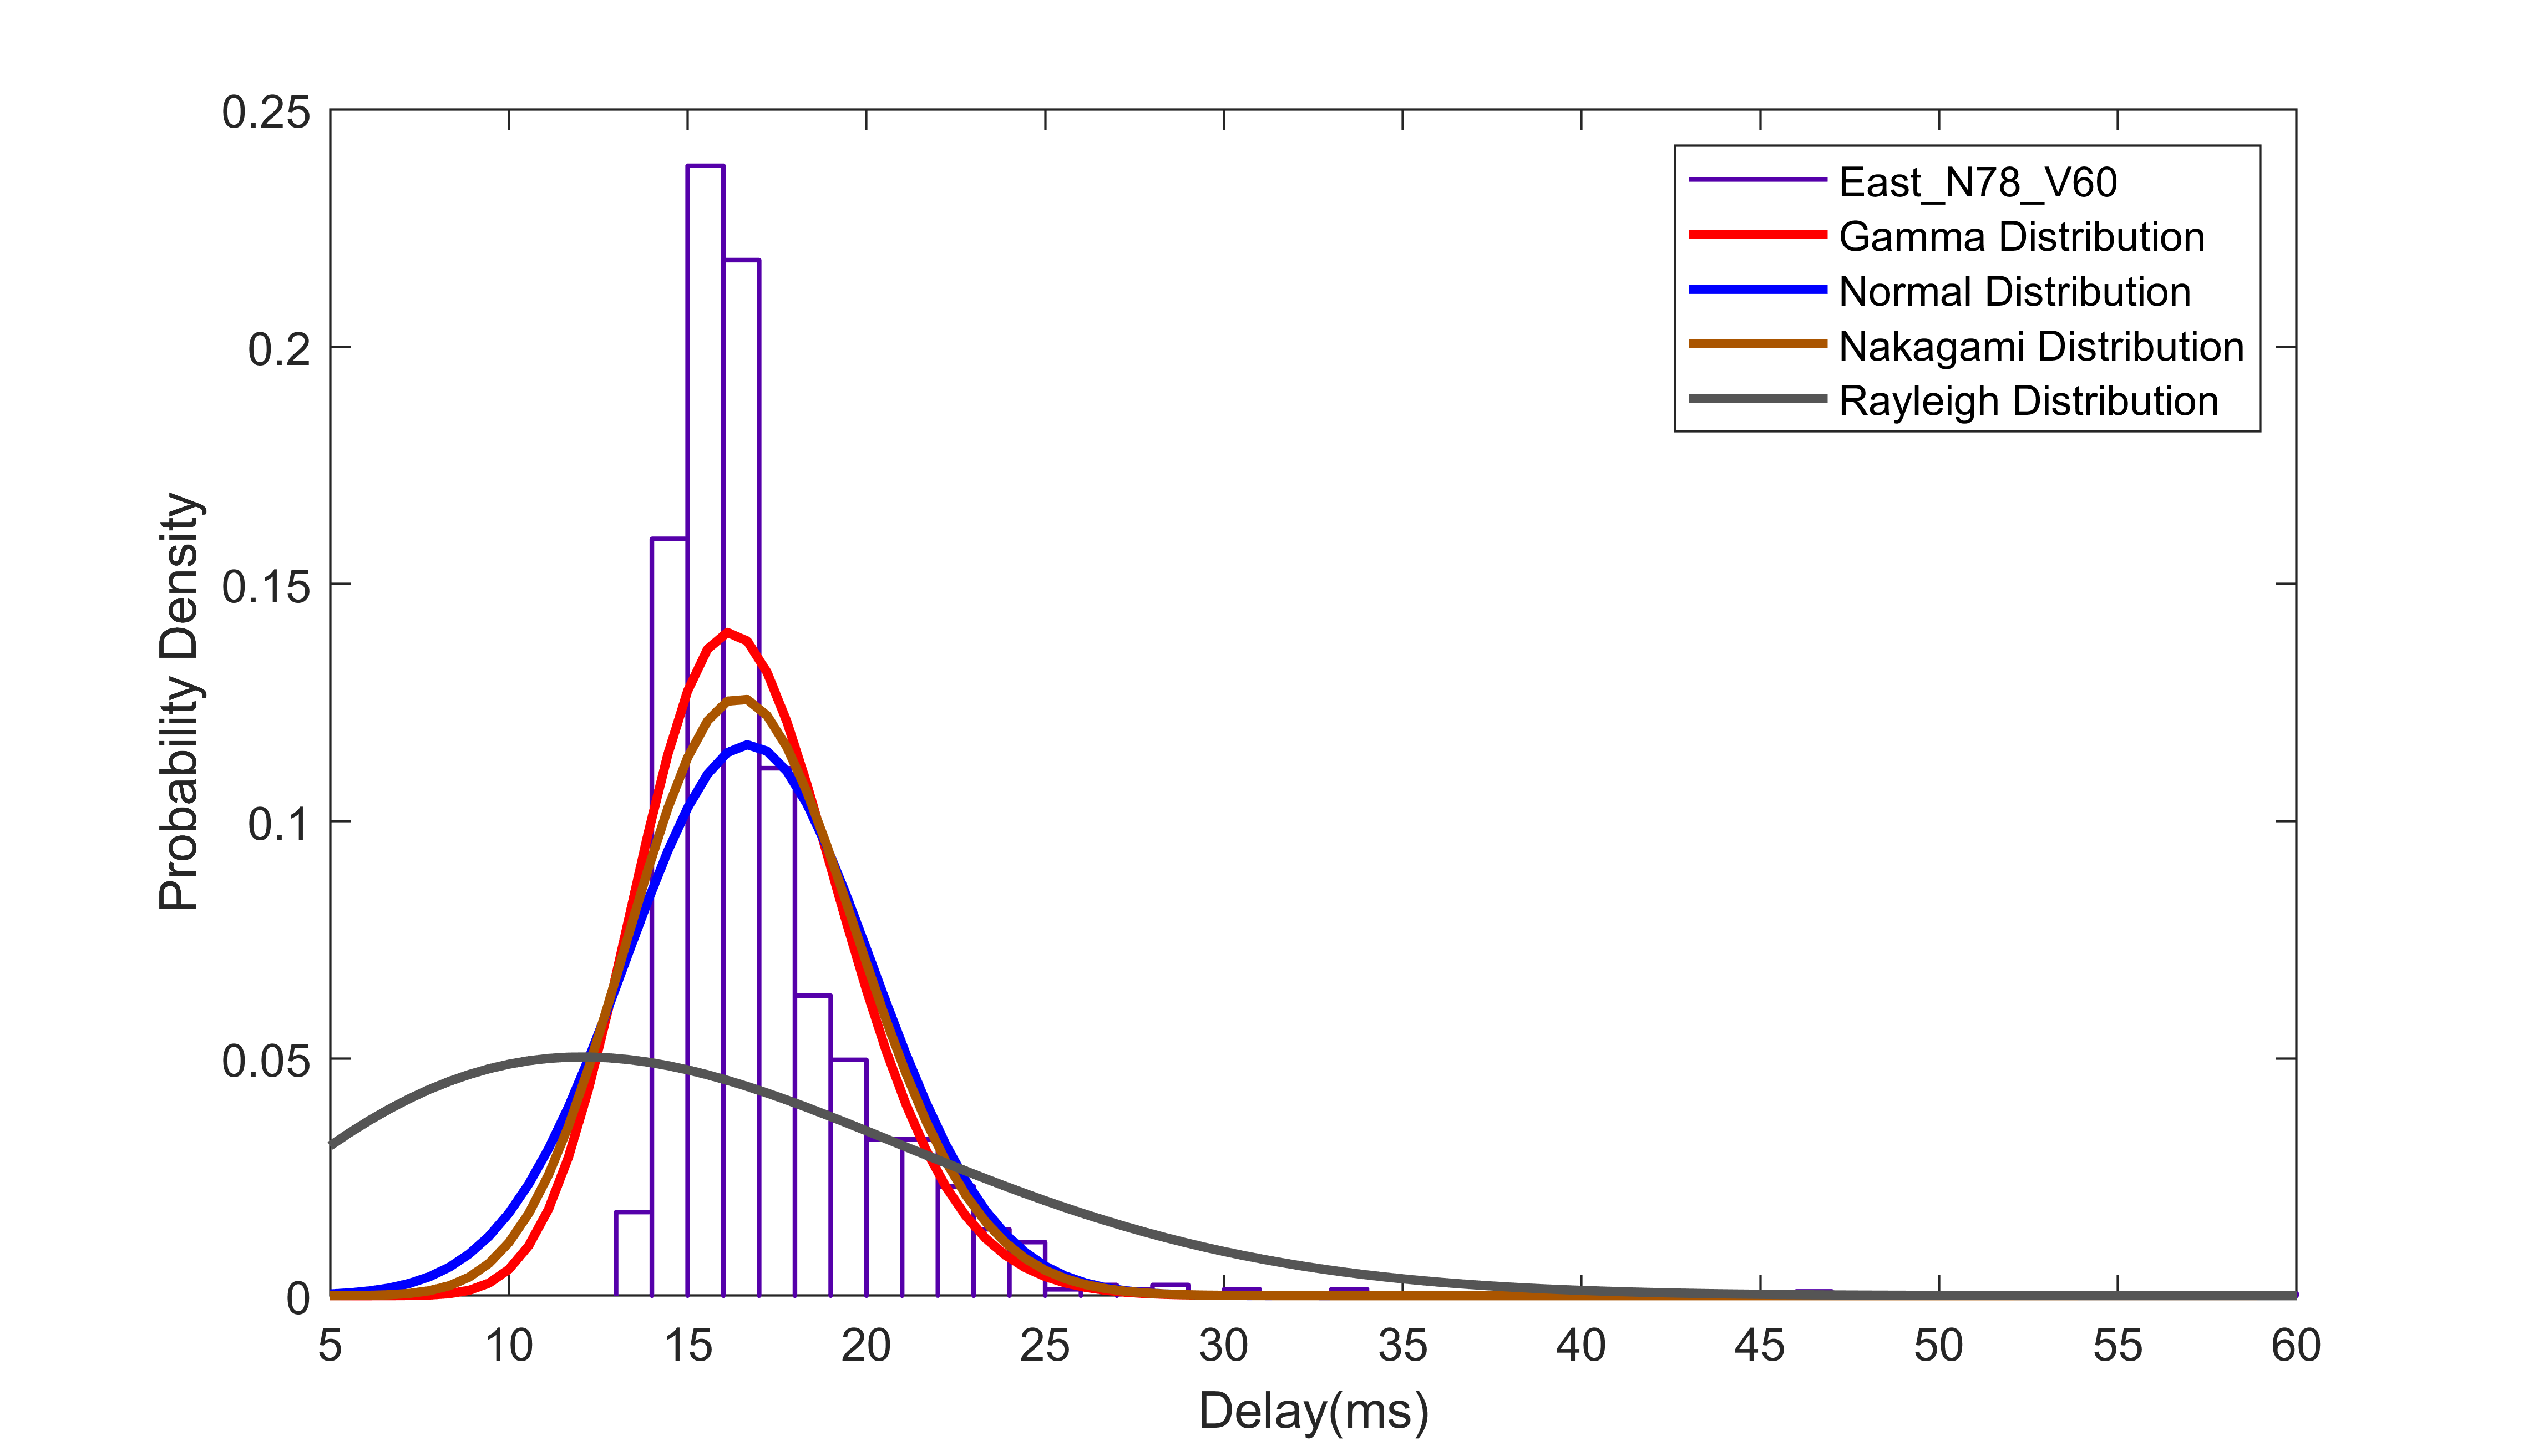 0.25
0.2
0.15
0.1
0.05
0
Probability Density
East_N78_V60
Gamma Distribution
Normal Distribution
Nakagami Distribution
Rayleigh Distribution
5 10 15 20 25 30 35 40 45 50 55 60
Delay(ms)